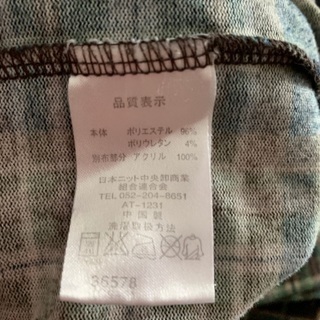 品質表示
本体 ポリエステル 96%
ポリウレタン 4%
別布部分 アクリル 100%
日本ニット中央卸商業
組合連合会
TEL 052-204-8651
AT-1231
中国製
洗濯取扱方法
36578